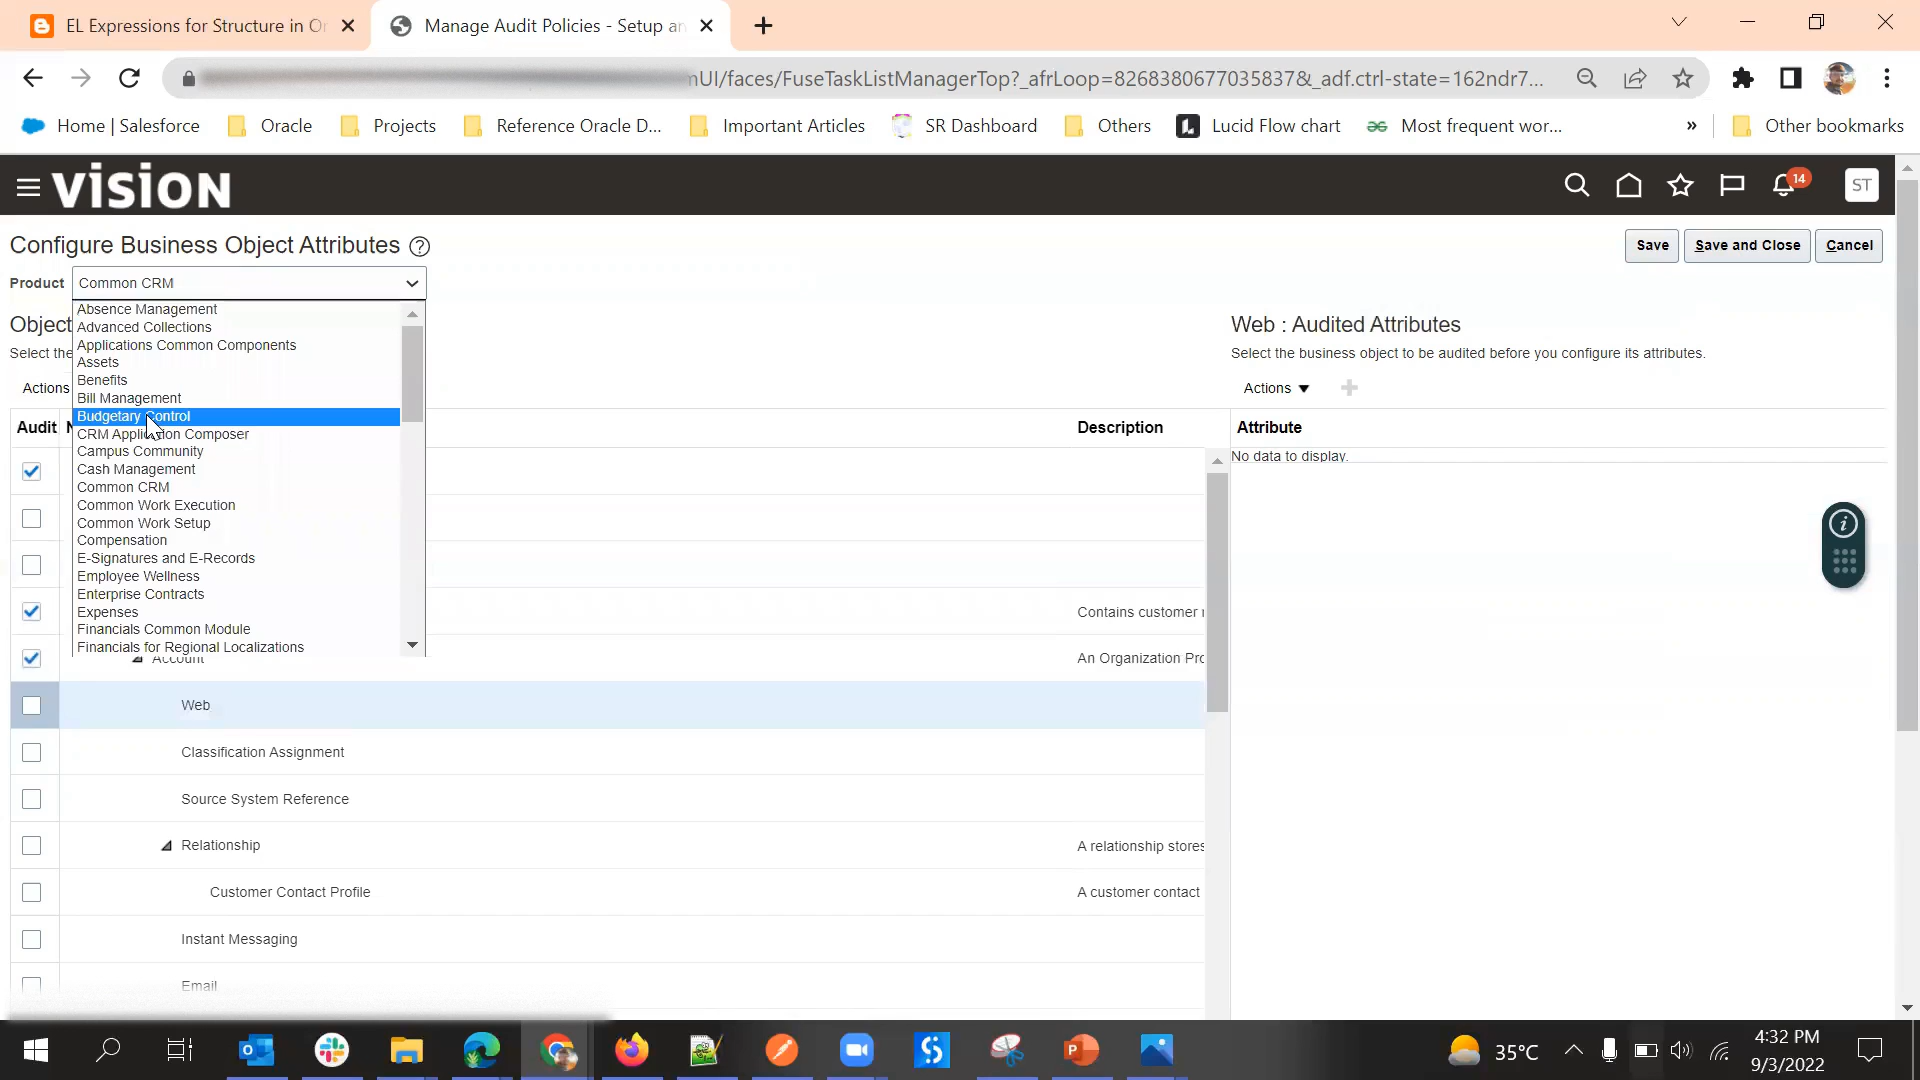 EL Expressions for Structure in Or
Manage Audit Policies - Setup an
mUI/faces/FuseTaskListManagerTop?_afrLoop=8268380677035837&_adf.ctrl-state=162ndr7...
Home | Salesforce
Oracle
Projects
Reference Oracle D...
Important Articles
SR Dashboard
Others
Lucid Flow chart
Most frequent wor...
»
Other bookmarks
VISION
14
ST
Configure Business Object Attributes
Save
Save and Close
Cancel
Product
Common CRM
Absence Management
Advanced Collections
Applications Common Components
Assets
Benefits
Bill Management
Budgetary Control
CRM Application Composer
Campus Community
Cash Management
Common CRM
Common Work Execution
Common Work Setup
Compensation
E-Signatures and E-Records
Employee Wellness
Enterprise Contracts
Expenses
Financials Common Module
Financials for Regional Localizations
Object
Select the
Actions
Audit
Description
Contains customer
Account
An Organization Pro
Web
Classification Assignment
Source System Reference
Relationship
A relationship stores
Customer Contact Profile
A customer contact
Instant Messaging
Email
Web : Audited Attributes
Select the business object to be audited before you configure its attributes.
Actions
Attribute
No data to display.
35°C
4:32 PM
9/3/2022